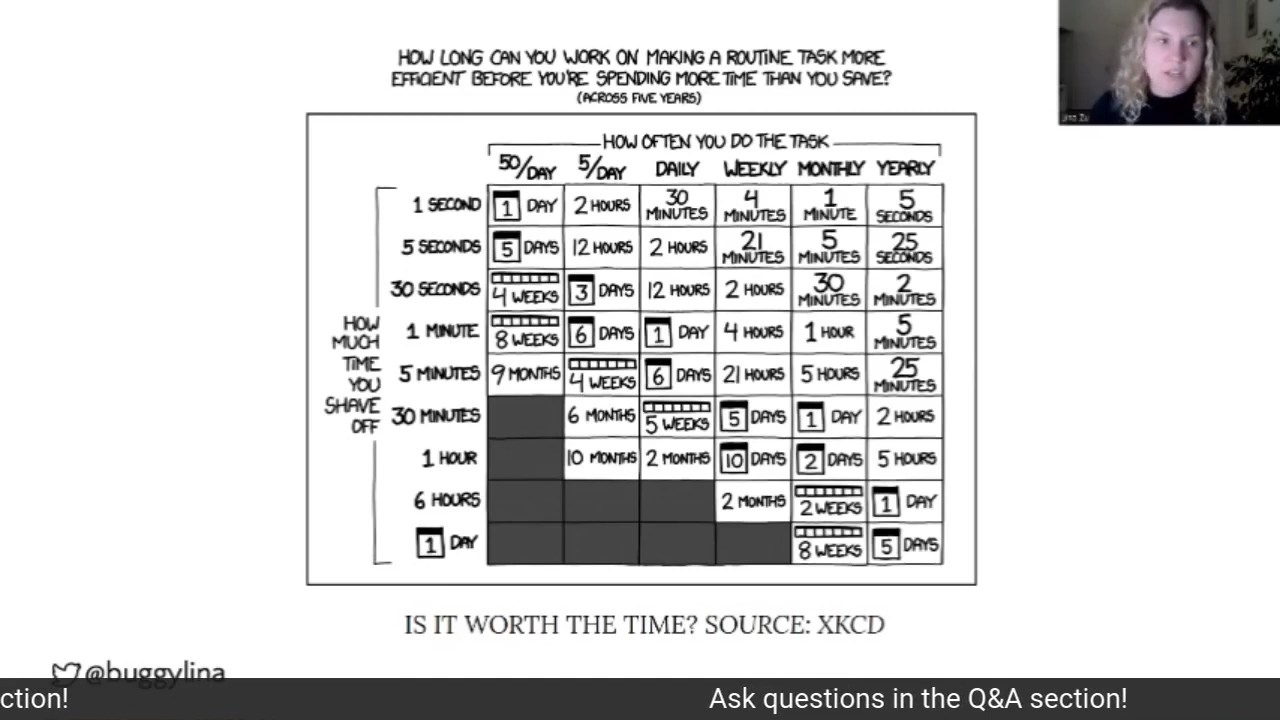 HOW LONG CAN YOU WORK ON MAKING A ROUTINE TASK MORE
EFFICIENT BEFORE YOU'RE SPENDING MORE TIME THAN YOU SAVE?
(ACROSS FIVE YEARS)
HOW OFTEN YOU DO THE TASK
50/DAY 5/DAY DAILY WEEKLY MONTHLY YEARLY
HOW
MUCH
TIME
YOU
SHAVE
OFF
1 SECOND 1 DAY 2 HOURS 30 MINUTES 4 MINUTES 1 MINUTE 5 SECONDS
5 SECONDS 5 DAYS 12 HOURS 2 HOURS 21 MINUTES 5 MINUTES 25 SECONDS
30 SECONDS 4 WEEKS 3 DAYS 12 HOURS 2 HOURS 30 MINUTES 2 MINUTES
1 MINUTE 8 WEEKS 6 DAYS 1 DAY 4 HOURS 1 HOUR 5 MINUTES
5 MINUTES 9 MONTHS 4 WEEKS 6 DAYS 21 HOURS 5 HOURS 25 MINUTES
30 MINUTES 6 MONTHS 5 WEEKS 5 DAYS 1 DAY 2 HOURS
1 HOUR 10 MONTHS 2 MONTHS 10 DAYS 2 DAYS 5 HOURS
6 HOURS 2 MONTHS 2 WEEKS 1 DAY
1 DAY 8 WEEKS 5 DAYS
IS IT WORTH THE TIME? SOURCE: XKCD
@buggylina
ction! Ask questions in the Q&A section!